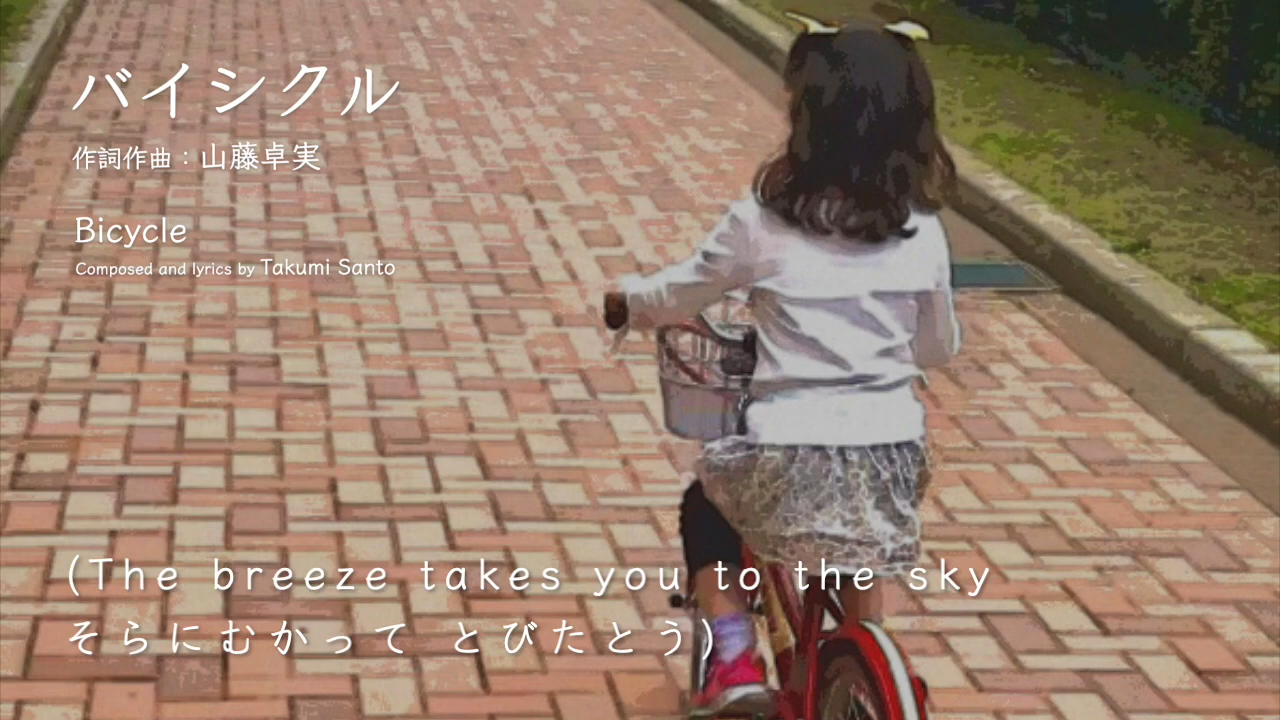 バイシクル
作詞作曲：山藤卓実
Bicycle
Composed and lyrics by Takumi Santo
(The breeze takes you to the sky
そらにむかって とびたとう)